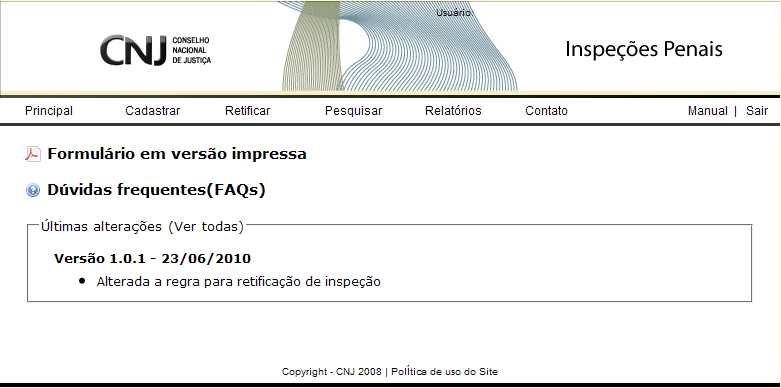 Usuário:
CNJ CONSELHO
NACIONAL
DE JUSTIÇA
Inspeções Penais
Principal Cadastrar Retificar Pesquisar Relatórios Contato Manual | Sair
Formulário em versão impressa
Dúvidas frequentes(FAQs)
Últimas alterações (Ver todas)
Versão 1.0.1 - 23/06/2010
• Alterada a regra para retificação de inspeção
Copyright - CNJ 2008 | Política de uso do Site